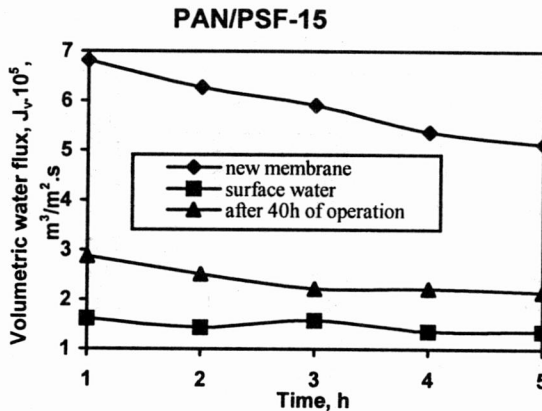 PAN/PSF-15
Volumetric water flux, Jᵥ·10⁵,
m³/m².s
7
6
5
4
3
2
1
new membrane
surface water
after 40h of operation
1 2 3 4 5
Time, h